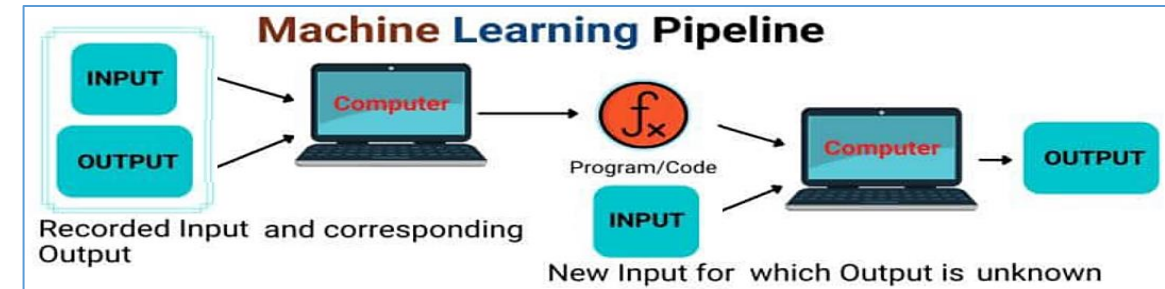 Machine Learning Pipeline
INPUT
OUTPUT
Computer
fx
Program/Code
INPUT
Computer
OUTPUT
Recorded Input and corresponding
Output
New Input for which Output is unknown